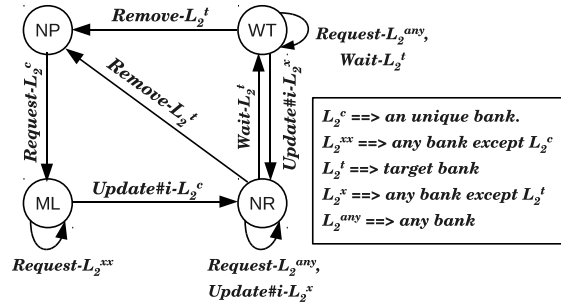 Remove-L₂ᵗ
NP
WT
Request-L₂ᵃⁿʸ,
Wait-L₂ᵗ
Request-L₂ᶜ
Remove-L₂ᵗ
Wait-L₂ᵗ
Update#i-L₂ˣ
L₂ᶜ ==> an unique bank.
L₂ˣˣ ==> any bank except L₂ᶜ
L₂ᵗ ==> target bank
L₂ˣ ==> any bank except L₂ᵗ
L₂ᵃⁿʸ ==> any bank
ML
Update#i-L₂ᶜ
NR
Request-L₂ˣˣ
Request-L₂ᵃⁿʸ,
Update#i-L₂ˣ